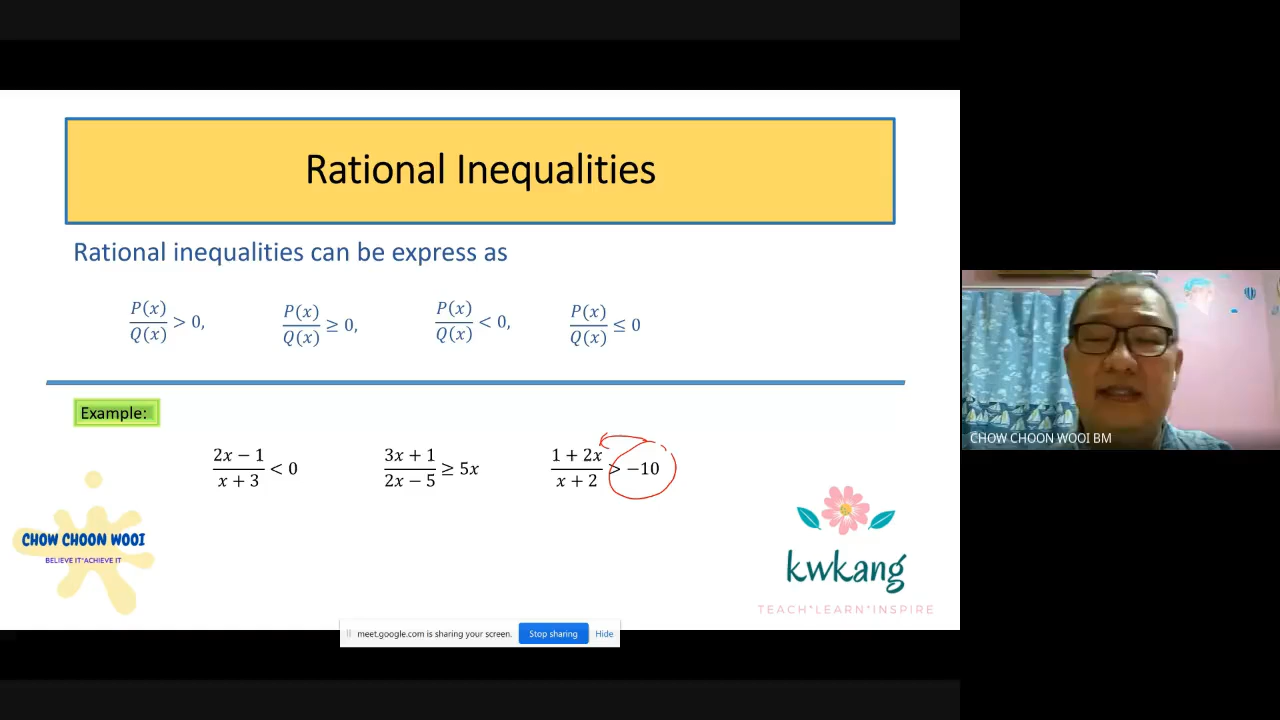 Rational Inequalities
Rational inequalities can be express as
P(x)/Q(x) > 0, P(x)/Q(x) ≥ 0, P(x)/Q(x) < 0, P(x)/Q(x) ≤ 0
Example:
2x − 1/x + 3 < 0 3x + 1/2x − 5 ≥ 5x 1 + 2x/x + 2 > −10
CHOW CHOON WOOI BM
CHOW CHOON WOOI
BELIEVE IT*ACHIEVE IT
kwkang
TEACH*LEARN*INSPIRE
meet.google.com is sharing your screen. Stop sharing Hide